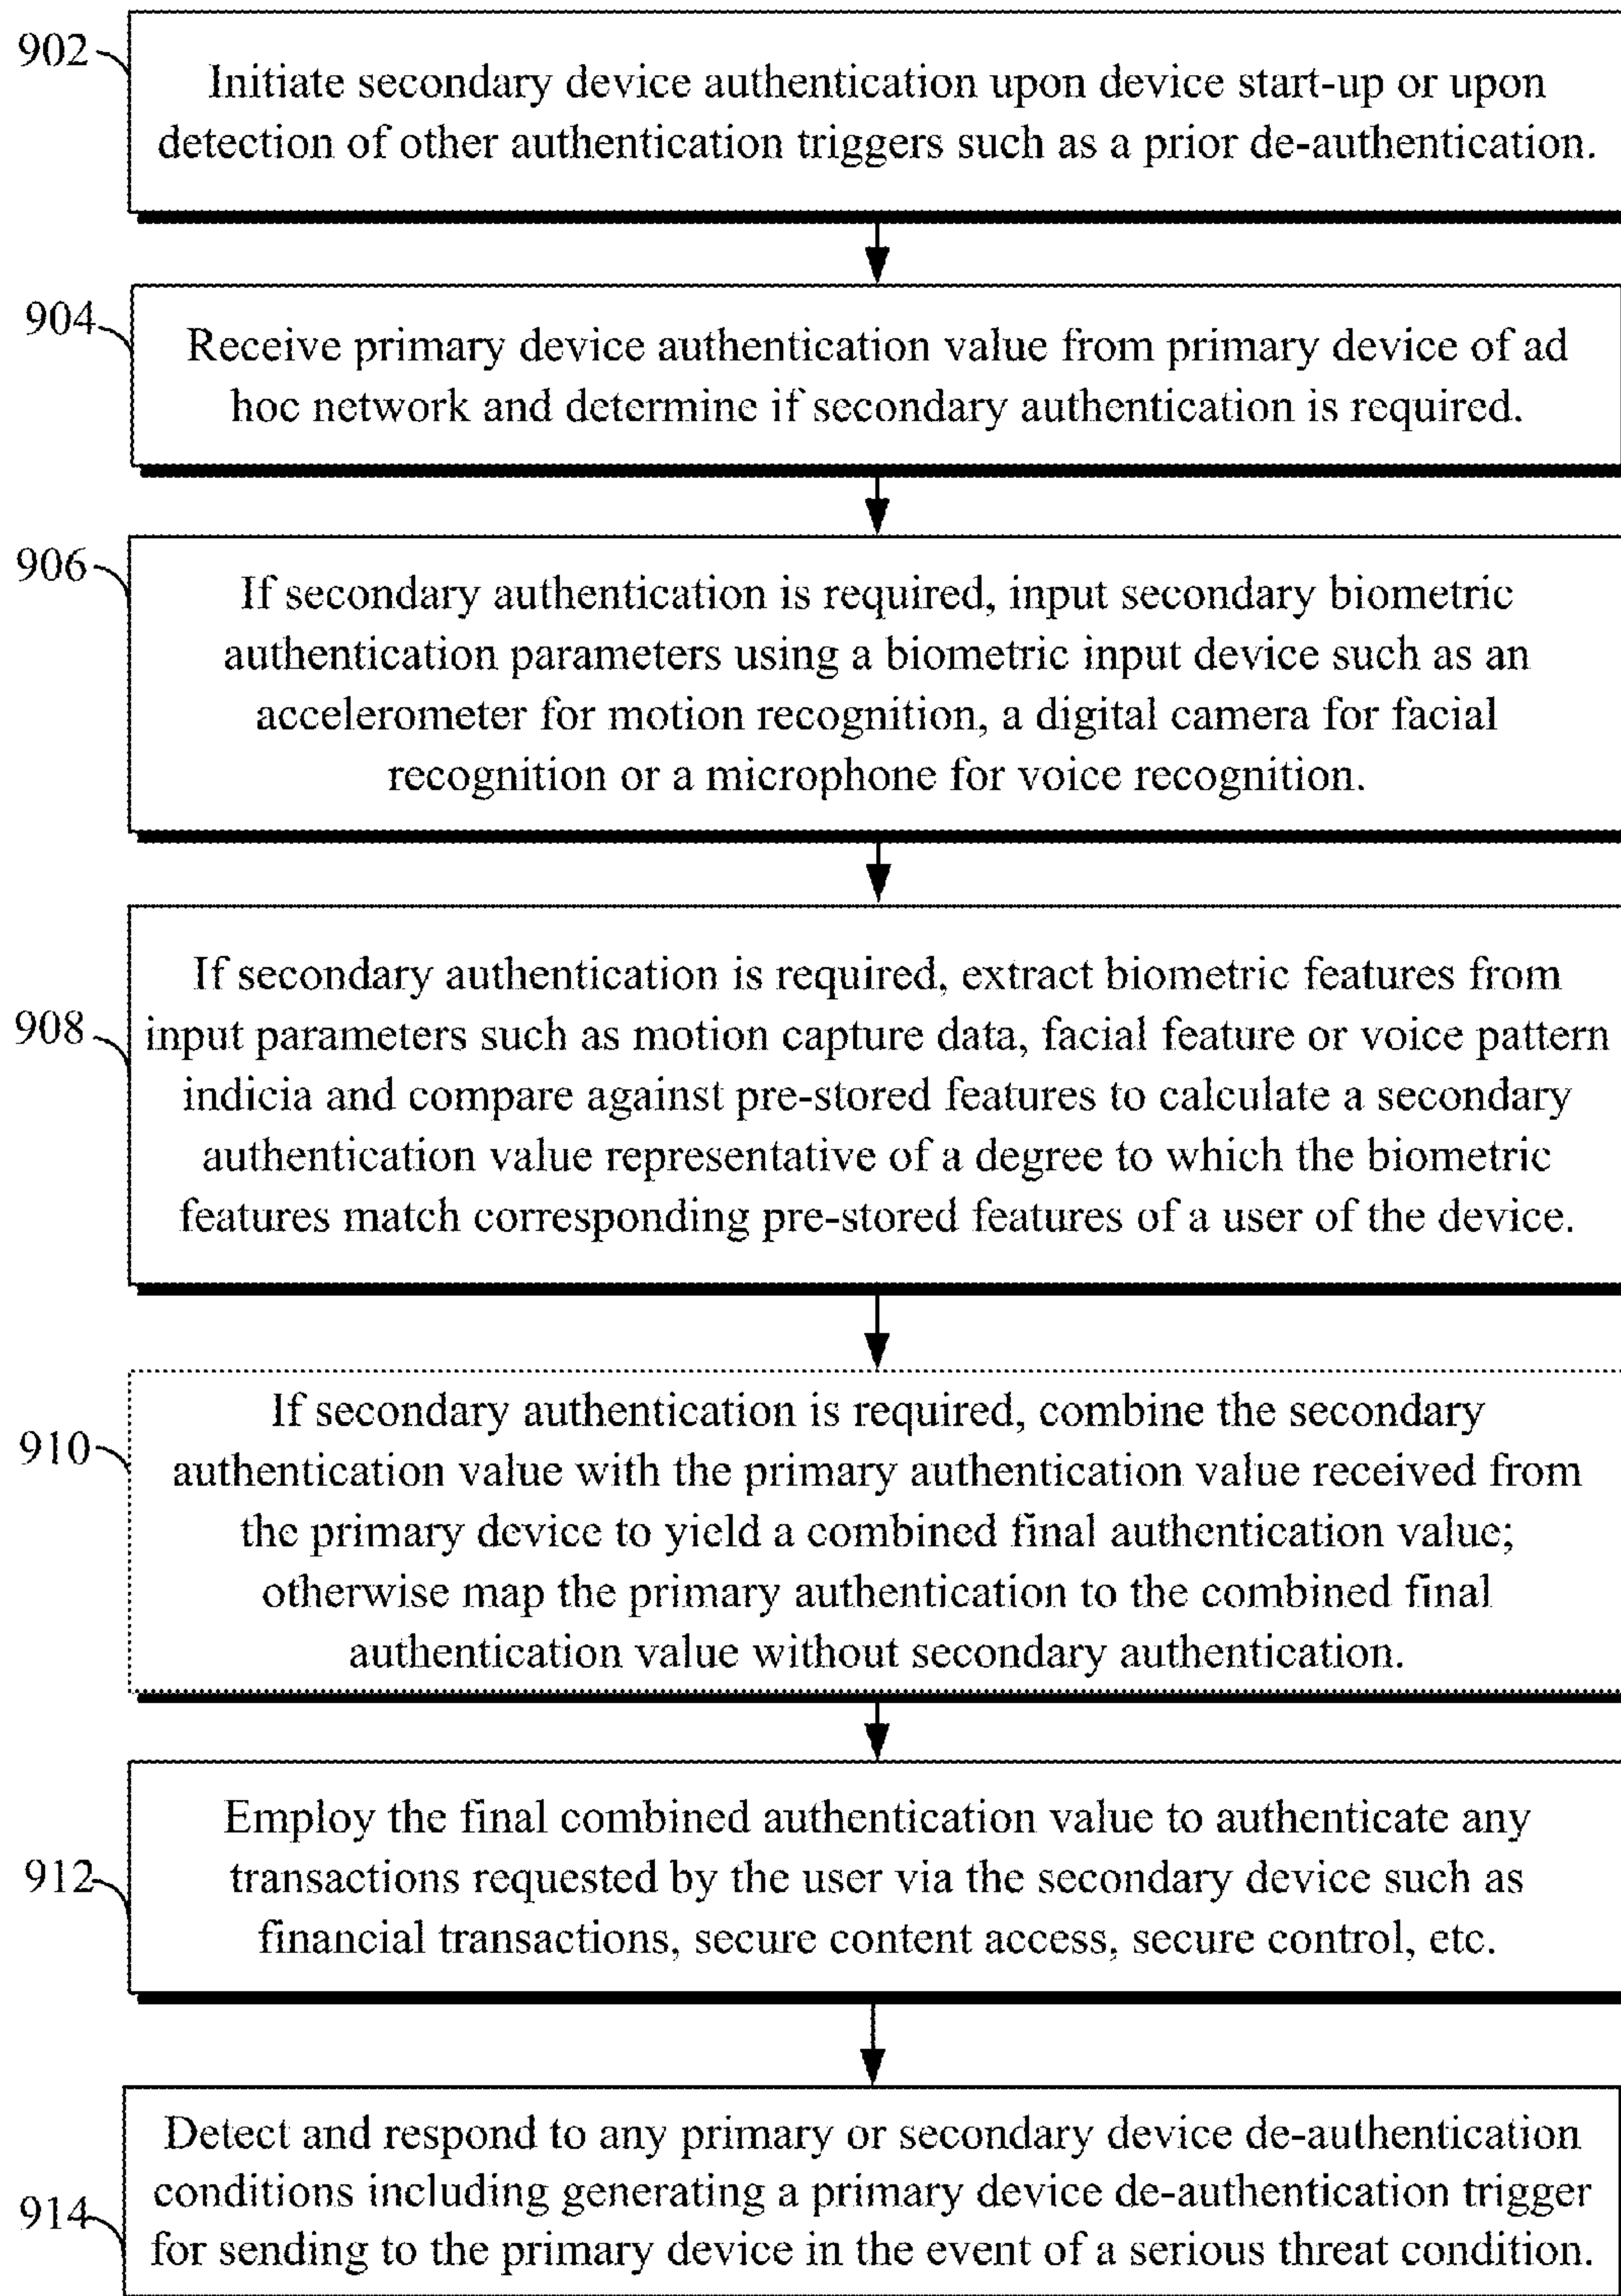 902
Initiate secondary device authentication upon device start-up or upon
detection of other authentication triggers such as a prior de-authentication.
904
Receive primary device authentication value from primary device of ad
hoc network and determine if secondary authentication is required.
906
If secondary authentication is required, input secondary biometric
authentication parameters using a biometric input device such as an
accelerometer for motion recognition, a digital camera for facial
recognition or a microphone for voice recognition.
908
If secondary authentication is required, extract biometric features from
input parameters such as motion capture data, facial feature or voice pattern
indicia and compare against pre-stored features to calculate a secondary
authentication value representative of a degree to which the biometric
features match corresponding pre-stored features of a user of the device.
910
If secondary authentication is required, combine the secondary
authentication value with the primary authentication value received from
the primary device to yield a combined final authentication value;
otherwise map the primary authentication to the combined final
authentication value without secondary authentication.
912
Employ the final combined authentication value to authenticate any
transactions requested by the user via the secondary device such as
financial transactions, secure content access, secure control, etc.
914
Detect and respond to any primary or secondary device de-authentication
conditions including generating a primary device de-authentication trigger
for sending to the primary device in the event of a serious threat condition.